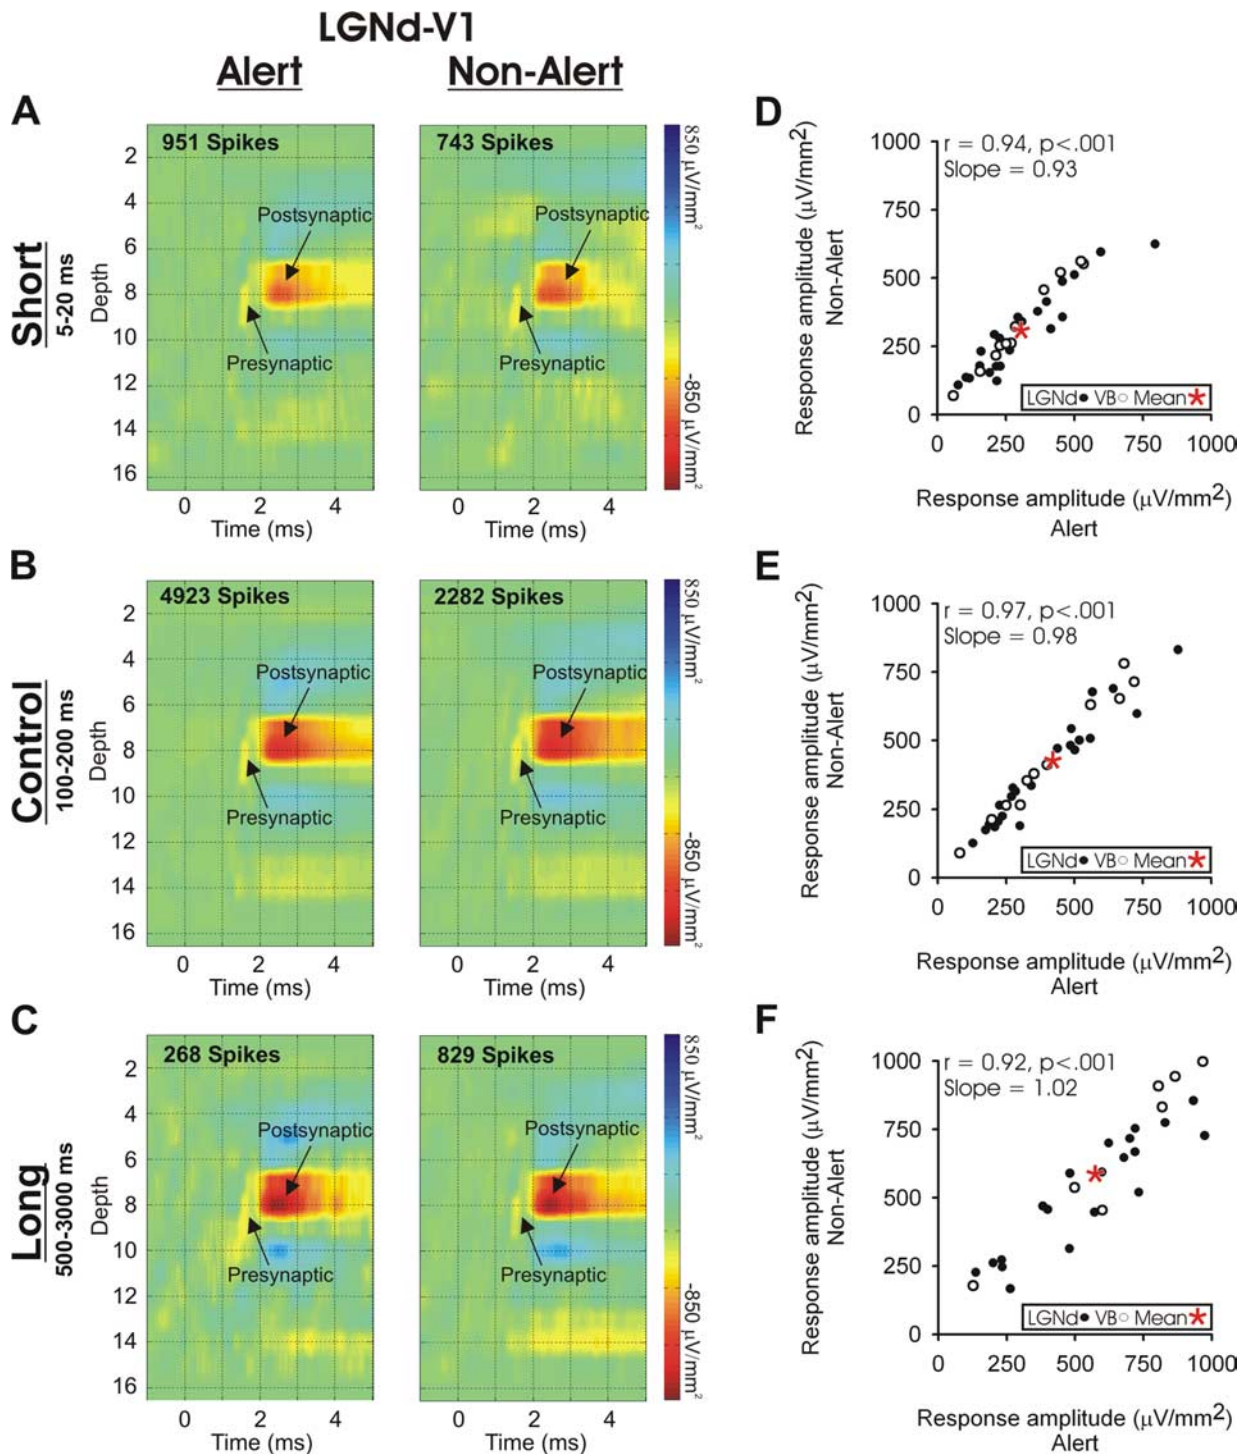 LGNd-V1
Alert
Non-Alert
A
Short
5-20 ms
Depth
2
4
6
8
10
12
14
16
951 Spikes
Postsynaptic
Presynaptic
0 2 4
Time (ms)
743 Spikes
Postsynaptic
Presynaptic
0 2 4
Time (ms)
850 µV/mm²
-850 µV/mm²
D
r = 0.94, p<.001
Slope = 0.93
Response amplitude (µV/mm²)
Non-Alert
1000
750
500
250
0
LGNd VB Mean
0 250 500 750 1000
Response amplitude (µV/mm²)
Alert
B
Control
100-200 ms
Depth
2
4
6
8
10
12
14
16
4923 Spikes
Postsynaptic
Presynaptic
0 2 4
Time (ms)
2282 Spikes
Postsynaptic
Presynaptic
0 2 4
Time (ms)
850 µV/mm²
-850 µV/mm²
E
r = 0.97, p<.001
Slope = 0.98
Response amplitude (µV/mm²)
Non-Alert
1000
750
500
250
0
LGNd VB Mean
0 250 500 750 1000
Response amplitude (µV/mm²)
Alert
C
Long
500-3000 ms
Depth
2
4
6
8
10
12
14
16
268 Spikes
Postsynaptic
Presynaptic
0 2 4
Time (ms)
829 Spikes
Postsynaptic
Presynaptic
0 2 4
Time (ms)
850 µV/mm²
-850 µV/mm²
F
r = 0.92, p<.001
Slope = 1.02
Response amplitude (µV/mm²)
Non-Alert
1000
750
500
250
0
LGNd VB Mean
0 250 500 750 1000
Response amplitude (µV/mm²)
Alert